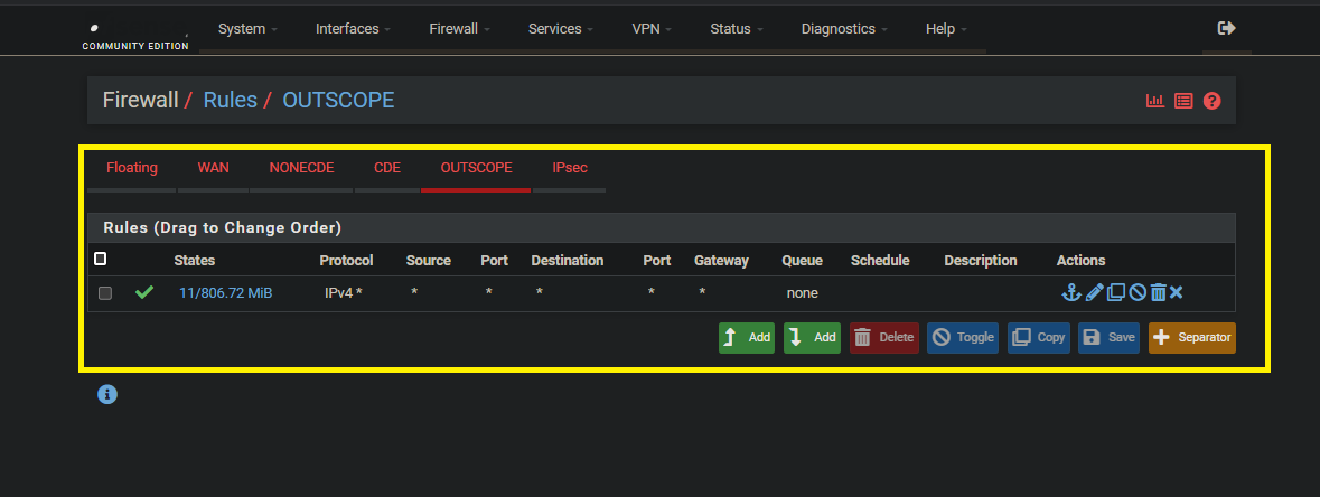 System Interfaces Firewall Services VPN Status Diagnostics Help
COMMUNITY EDITION
Firewall / Rules / OUTSCOPE
Floating WAN NONECDE CDE OUTSCOPE IPsec
Rules (Drag to Change Order)
States Protocol Source Port Destination Port Gateway Queue Schedule Description Actions
11/806.72 MiB IPv4 * * * * * * none
Add Add Delete Toggle Copy Save Separator